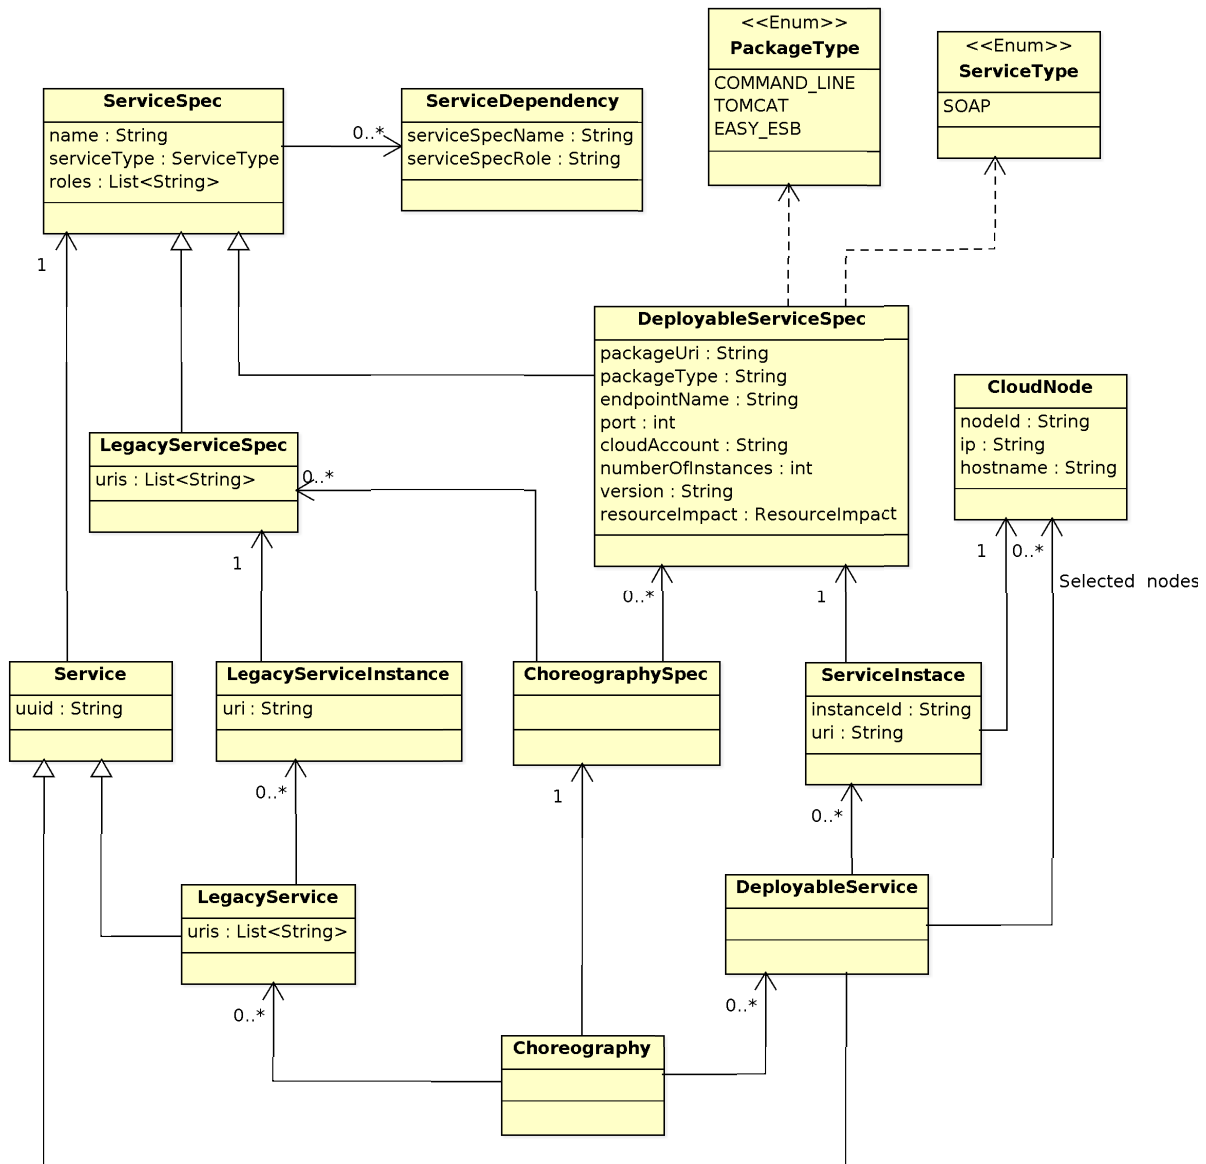 <<Enum>>
PackageType
COMMAND_LINE
TOMCAT
EASY_ESB
<<Enum>>
ServiceType
SOAP
ServiceSpec
name : String
serviceType : ServiceType
roles : List<String>
0..*
ServiceDependency
serviceSpecName : String
serviceSpecRole : String
1
DeployableServiceSpec
packageUri : String
packageType : String
endpointName : String
port : int
cloudAccount : String
numberOfInstances : int
version : String
resourceImpact : ResourceImpact
CloudNode
nodeId : String
ip : String
hostname : String
LegacyServiceSpec
uris : List<String>
0..*
1
0..*
1
1
0..*
Selected nodes
Service
uuid : String
LegacyServiceInstance
uri : String
ChoreographySpec
ServiceInstace
instanceId : String
uri : String
0..*
1
0..*
LegacyService
uris : List<String>
DeployableService
0..*
0..*
Choreography